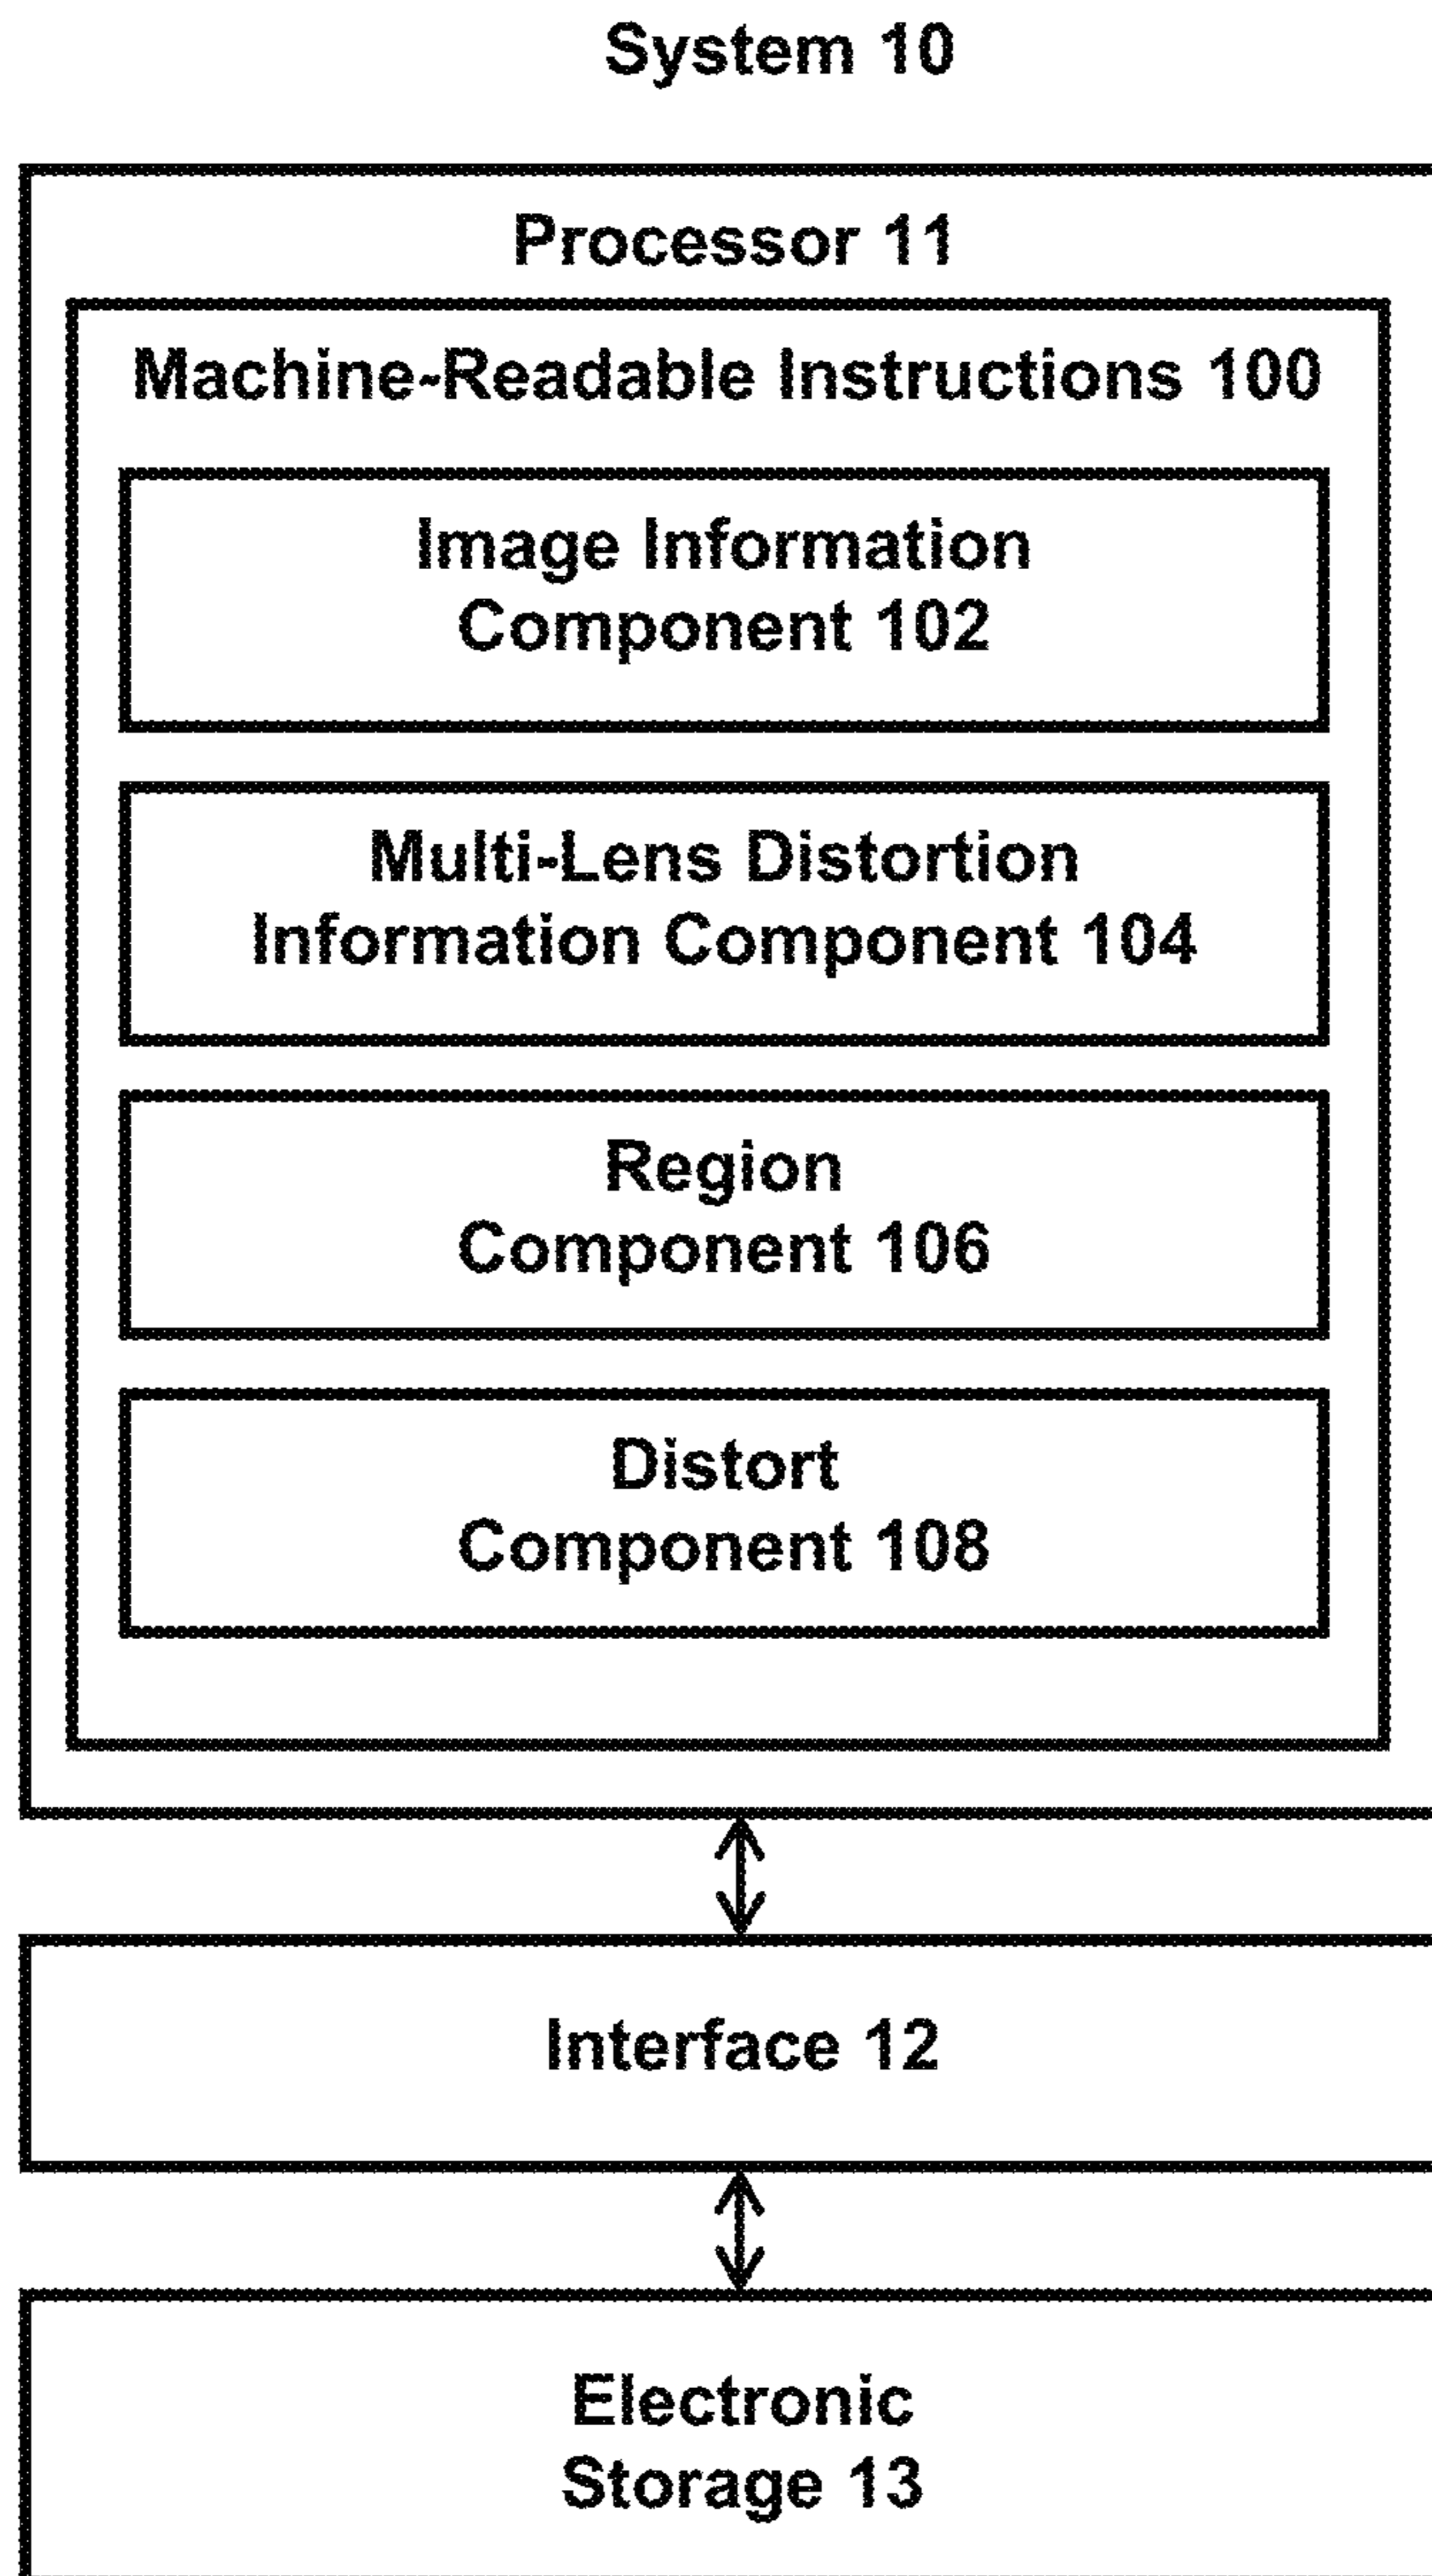 System 10
Processor 11
Machine-Readable Instructions 100
Image Information
Component 102
Multi-Lens Distortion
Information Component 104
Region
Component 106
Distort
Component 108
Interface 12
Electronic
Storage 13